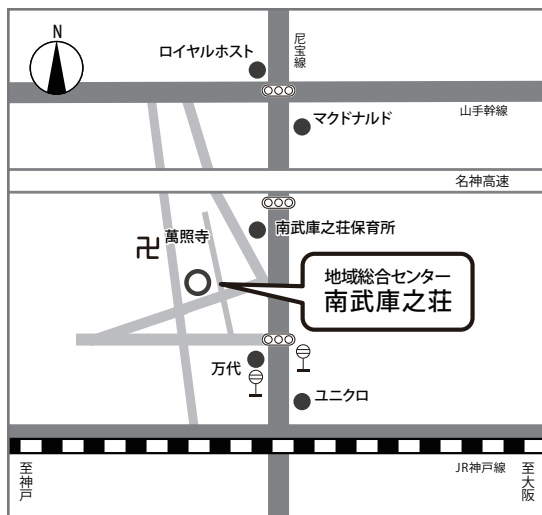 N
ロイヤルホスト
尼宝線
マクドナルド
山手幹線
名神高速
南武庫之荘保育所
萬照寺
卍
地域総合センター
南武庫之荘
万代
ユニクロ
至神戸
JR神戸線
至大阪